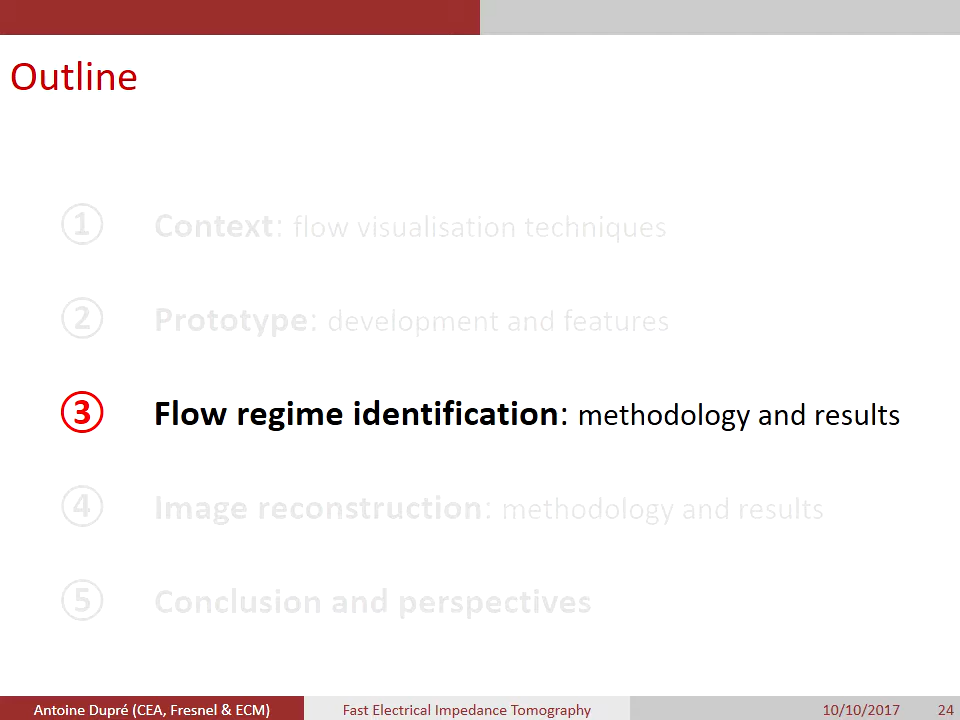 Outline
① Context: flow visualisation techniques
② Prototype: development and features
③ Flow regime identification: methodology and results
④ Image reconstruction: methodology and results
⑤ Conclusion and perspectives
Antoine Dupré (CEA, Fresnel & ECM) Fast Electrical Impedance Tomography 10/10/2017 24